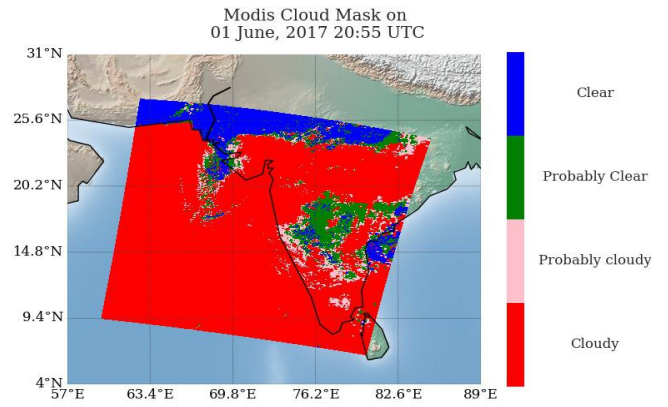 Modis Cloud Mask on
01 June, 2017 20:55 UTC
31°N
25.6°N
20.2°N
14.8°N
9.4°N
4°N
57°E 63.4°E 69.8°E 76.2°E 82.6°E 89°E
Clear
Probably Clear
Probably cloudy
Cloudy